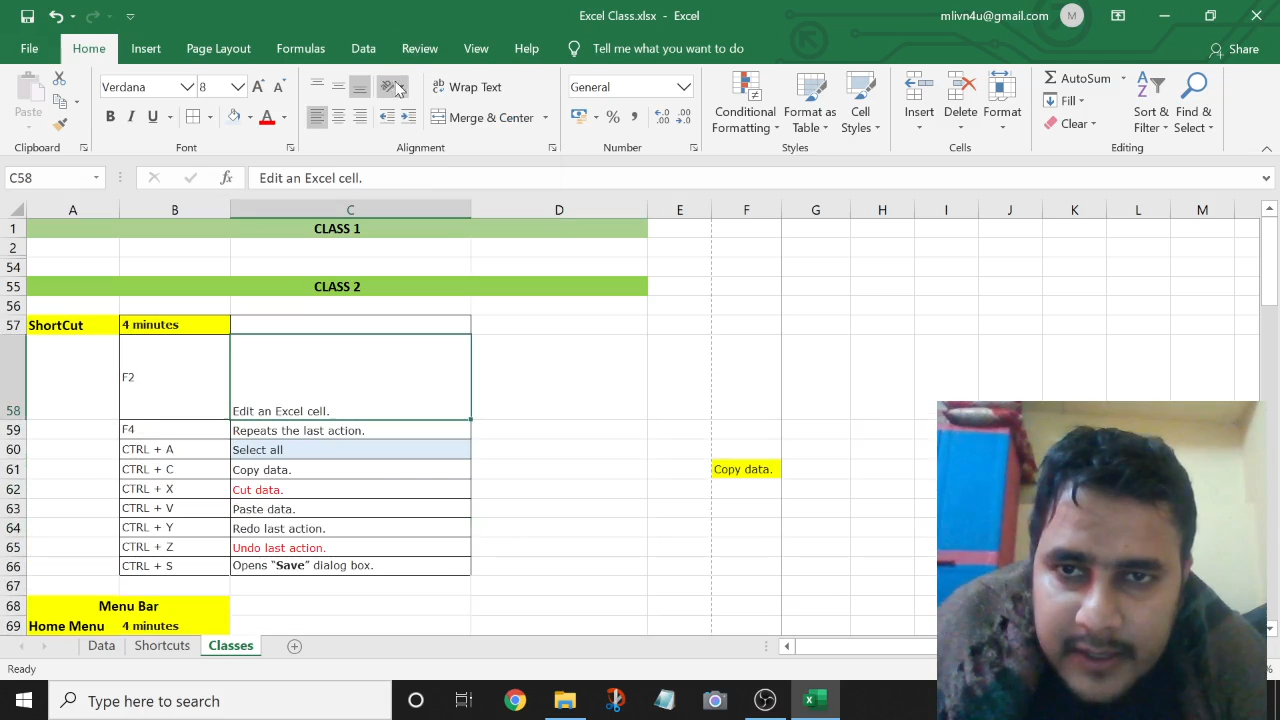 Excel Class.xlsx - Excel
mlivn4u@gmail.com M
File Home Insert Page Layout Formulas Data Review View Help Tell me what you want to do Share
Verdana 8 Wrap Text General AutoSum
Paste Conditional Formatting Format as Table Cell Styles Insert Delete Format Fill Sort & Filter Find & Select
B I U A Merge & Center % Clear
Clipboard Font Alignment Number Styles Cells Editing
C58 fx Edit an Excel cell.
A B C D E F G H I J K L M
1 CLASS 1
2
54
55 CLASS 2
56
57 ShortCut 4 minutes
F2
58 Edit an Excel cell.
59 F4 Repeats the last action.
60 CTRL + A Select all
61 CTRL + C Copy data. Copy data.
62 CTRL + X Cut data.
63 CTRL + V Paste data.
64 CTRL + Y Redo last action.
65 CTRL + Z Undo last action.
66 CTRL + S Opens “Save” dialog box.
67
68 Menu Bar
69 Home Menu 4 minutes
Data Shortcuts Classes
Ready %
Type here to search